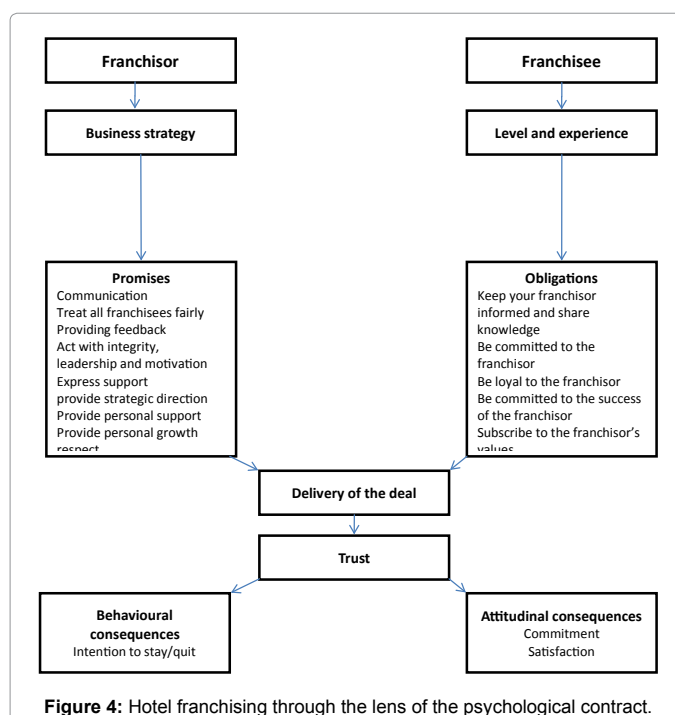 Franchisor
Franchisee
Business strategy
Level and experience
Promises
Communication
Treat all franchisees fairly
Providing feedback
Act with integrity,
leadership and motivation
Express support
provide strategic direction
Provide personal support
Provide personal growth
respect
Obligations
Keep your franchisor
informed and share
knowledge
Be committed to the
franchisor
Be loyal to the franchisor
Be committed to the success
of the franchisor
Subscribe to the franchisor’s
values
Delivery of the deal
Trust
Behavioural
consequences
Intention to stay/quit
Attitudinal consequences
Commitment
Satisfaction
Figure 4: Hotel franchising through the lens of the psychological contract.